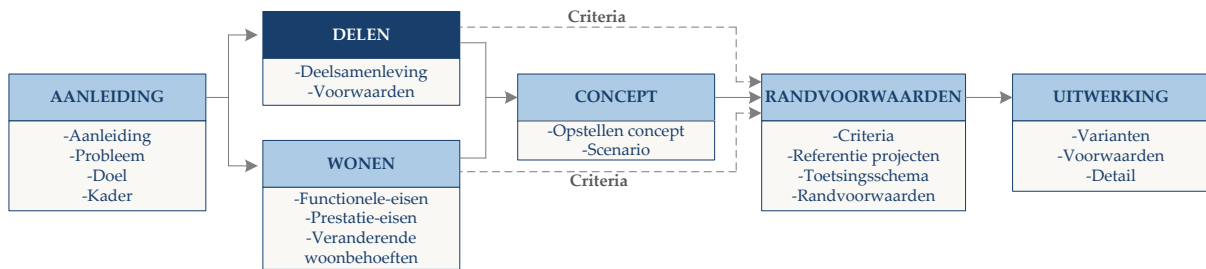 AANLEIDING
-Aanleiding
-Probleem
-Doel
-Kader
DELEN
-Deelsamenleving
-Voorwaarden
WONEN
-Functionele-eisen
-Prestatie-eisen
-Veranderende
woonbehoeften
CONCEPT
-Opstellen concept
-Scenario
Criteria
Criteria
RANDVOORWAARDEN
-Criteria
-Referentie projecten
-Toetsingsschema
-Randvoorwaarden
UITWERKING
-Varianten
-Voorwaarden
-Detail